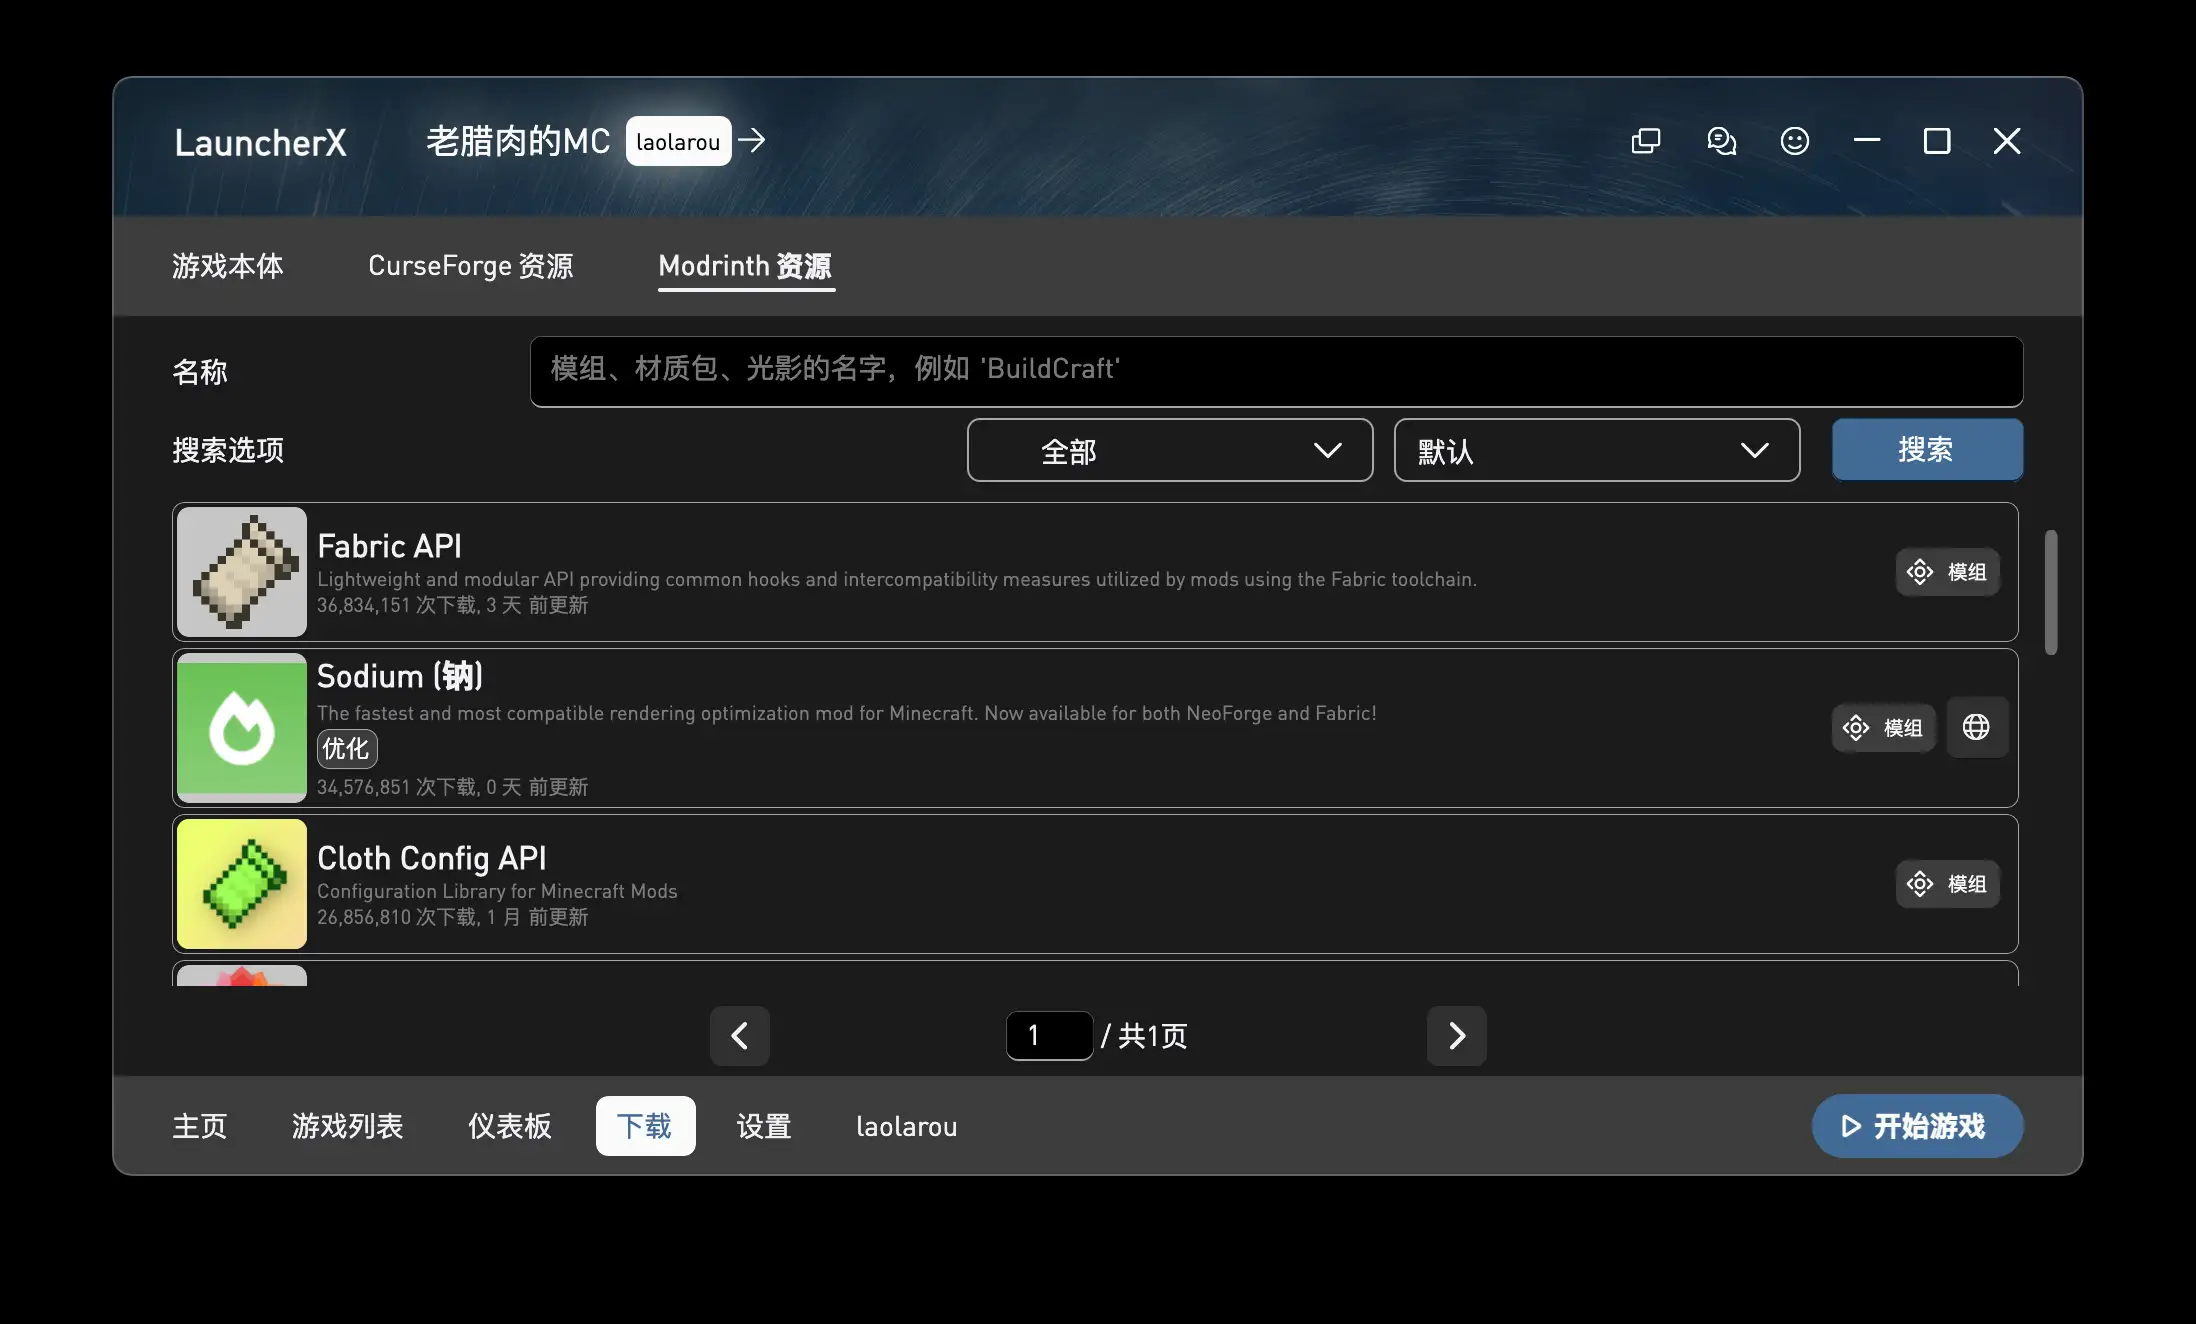 LauncherX
老腊肉的MC laolarou
游戏本体 CurseForge 资源 Modrinth 资源
名称 模组、材质包、光影的名字，例如 'BuildCraft'
搜索选项 全部 默认 搜索
Fabric API
Lightweight and modular API providing common hooks and intercompatibility measures utilized by mods using the Fabric toolchain.
36,834,151 次下载, 3 天 前更新
模组
Sodium (钠)
The fastest and most compatible rendering optimization mod for Minecraft. Now available for both NeoForge and Fabric!
优化
34,576,851 次下载, 0 天 前更新
模组
Cloth Config API
Configuration Library for Minecraft Mods
26,856,810 次下载, 1 月 前更新
模组
1 / 共1页
主页 游戏列表 仪表板 下载 设置 laolarou 开始游戏